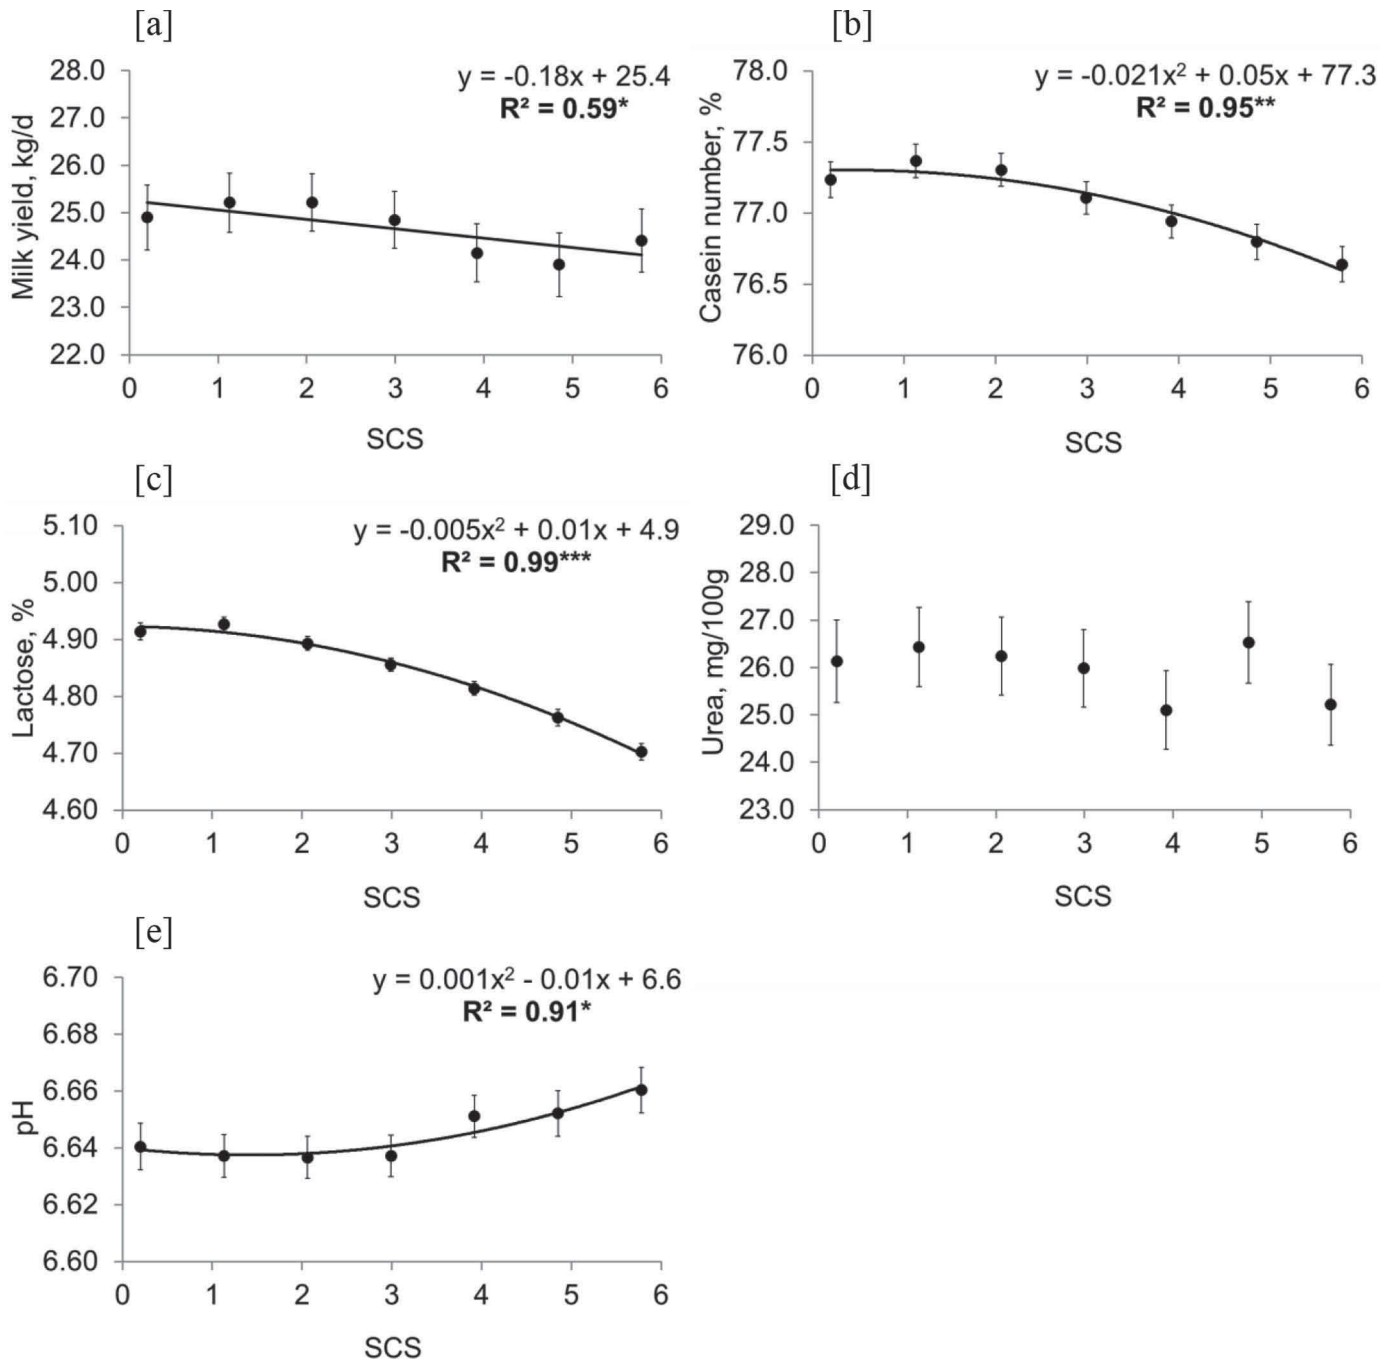 [a]
y = -0.18x + 25.4
R² = 0.59*
Milk yield, kg/d
28.0
27.0
26.0
25.0
24.0
23.0
22.0
0 1 2 3 4 5 6
SCS
[b]
y = -0.021x² + 0.05x + 77.3
R² = 0.95**
Casein number, %
78.0
77.5
77.0
76.5
76.0
0 1 2 3 4 5 6
SCS
[c]
y = -0.005x² + 0.01x + 4.9
R² = 0.99***
Lactose, %
5.10
5.00
4.90
4.80
4.70
4.60
0 1 2 3 4 5 6
SCS
[d]
Urea, mg/100g
29.0
28.0
27.0
26.0
25.0
24.0
23.0
0 1 2 3 4 5 6
SCS
[e]
y = 0.001x² - 0.01x + 6.6
R² = 0.91*
pH
6.70
6.68
6.66
6.64
6.62
6.60
0 1 2 3 4 5 6
SCS